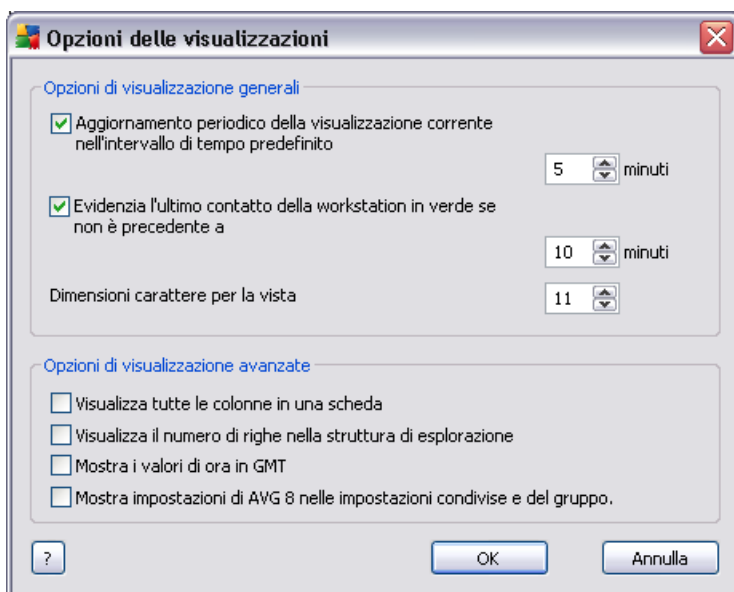 Opzioni delle visualizzazioni
Opzioni di visualizzazione generali
Aggiornamento periodico della visualizzazione corrente
nell'intervallo di tempo predefinito
5 minuti
Evidenzia l'ultimo contatto della workstation in verde se
non è precedente a
10 minuti
Dimensioni carattere per la vista
11
Opzioni di visualizzazione avanzate
Visualizza tutte le colonne in una scheda
Visualizza il numero di righe nella struttura di esplorazione
Mostra i valori di ora in GMT
Mostra impostazioni di AVG 8 nelle impostazioni condivise e del gruppo.
? OK Annulla